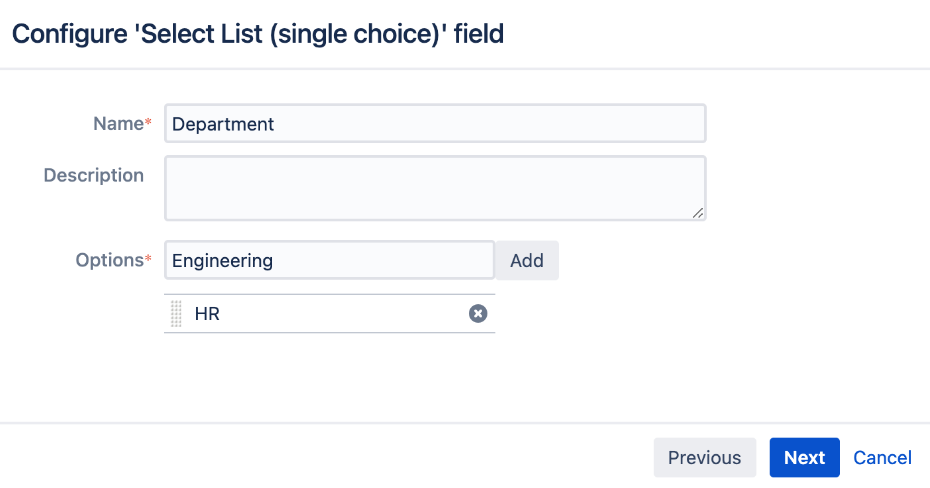 Configure 'Select List (single choice)' field
Name* Department
Description
Options* Engineering Add
HR
Previous Next Cancel